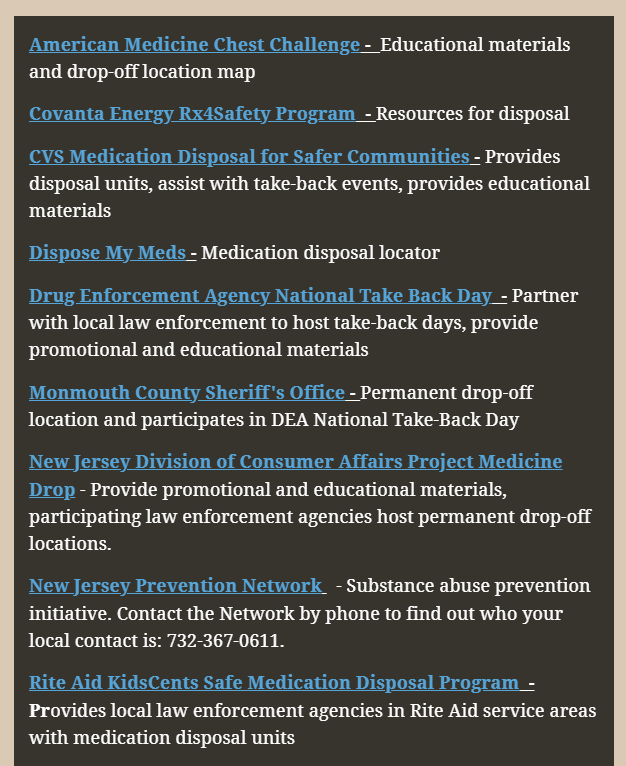 American Medicine Chest Challenge - Educational materials
and drop-off location map
Covanta Energy Rx4Safety Program - Resources for disposal
CVS Medication Disposal for Safer Communities - Provides
disposal units, assist with take-back events, provides educational
materials
Dispose My Meds - Medication disposal locator
Drug Enforcement Agency National Take Back Day - Partner
with local law enforcement to host take-back days, provide
promotional and educational materials
Monmouth County Sheriff's Office - Permanent drop-off
location and participates in DEA National Take-Back Day
New Jersey Division of Consumer Affairs Project Medicine
Drop - Provide promotional and educational materials,
participating law enforcement agencies host permanent drop-off
locations.
New Jersey Prevention Network - Substance abuse prevention
initiative. Contact the Network by phone to find out who your
local contact is: 732-367-0611.
Rite Aid KidsCents Safe Medication Disposal Program -
Provides local law enforcement agencies in Rite Aid service areas
with medication disposal units